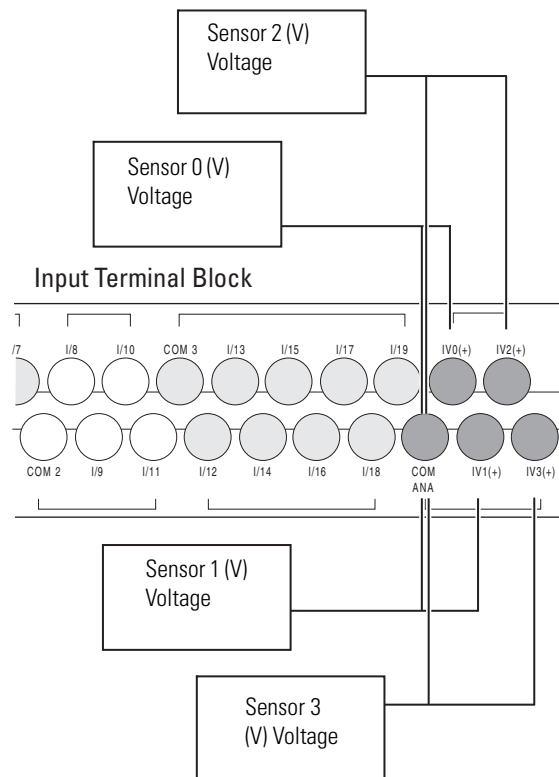 Sensor 2 (V)
Voltage
Sensor 0 (V)
Voltage
Input Terminal Block
/7 I/8 I/10 COM 3 I/13 I/15 I/17 I/19 IV0(+) IV2(+)
COM 2 I/9 I/11 I/12 I/14 I/16 I/18 COM IV1(+) IV3(+)
ANA
Sensor 1 (V)
Voltage
Sensor 3
(V) Voltage